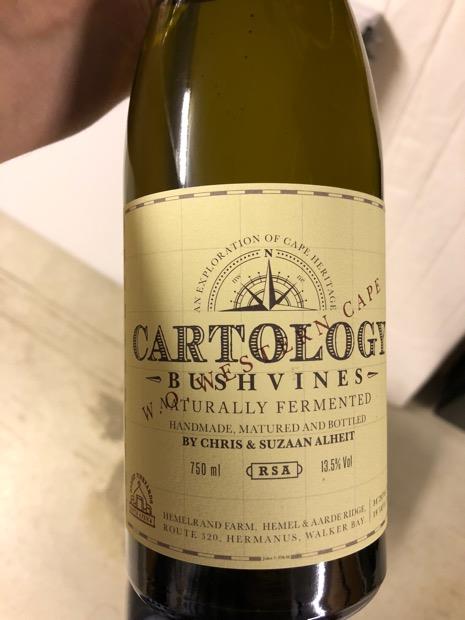 AN EXPLORATION OF CAPE HERITAGE
N
CARTOLOGY
W.O. WESTERN CAPE
BUSHVINES
NATURALLY FERMENTED
HANDMADE, MATURED AND BOTTLED
BY CHRIS & SUZAAN ALHEIT
750 ml RSA 13.5% Vol
VINEYARDS
HEMELRAND FARM, HEMEL & AARDE RIDGE,
ROUTE 320, HERMANUS, WALKER BAY